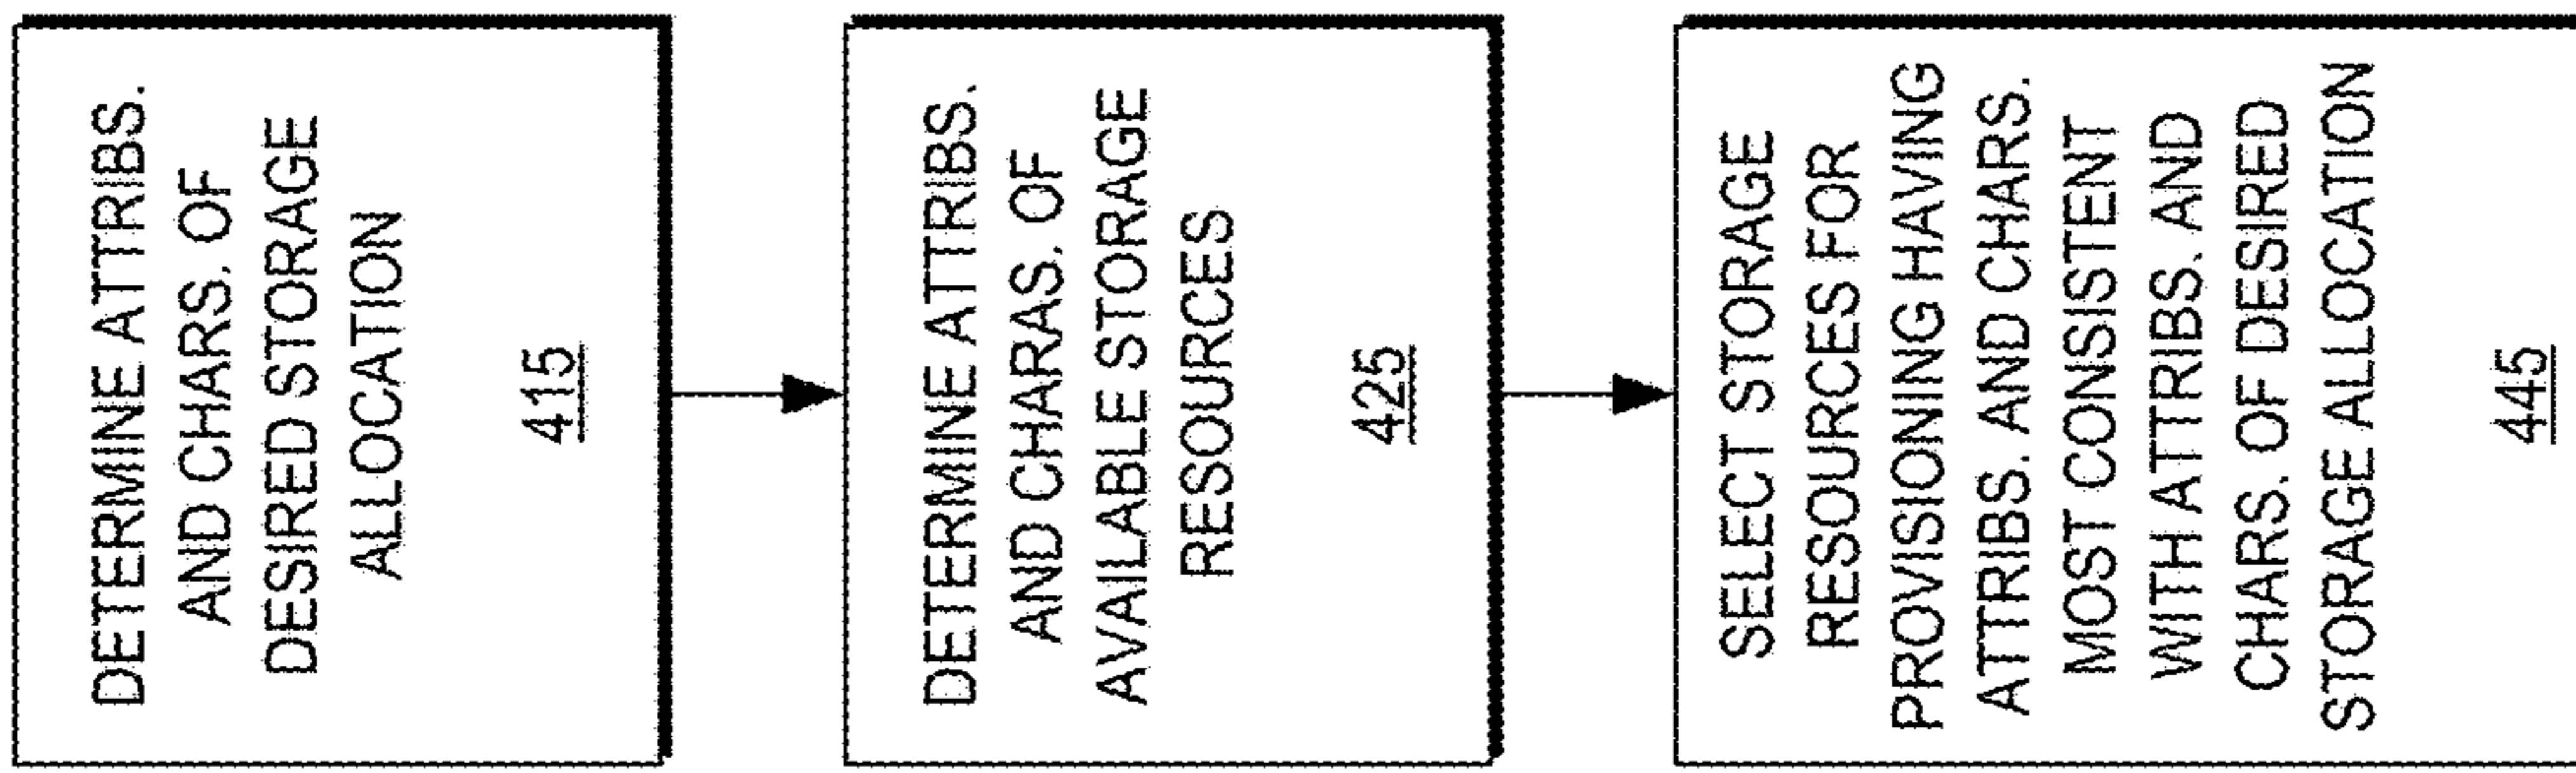 DETERMINE ATTRIBS.
AND CHARS. OF
DESIRED STORAGE
ALLOCATION
415
DETERMINE ATTRIBS.
AND CHARAS. OF
AVAILABLE STORAGE
RESOURCES
425
SELECT STORAGE
RESOURCES FOR
PROVISIONING HAVING
ATTRIBS. AND CHARS.
MOST CONSISTENT
WITH ATTRIBS. AND
CHARS. OF DESIRED
STORAGE ALLOCATION
445